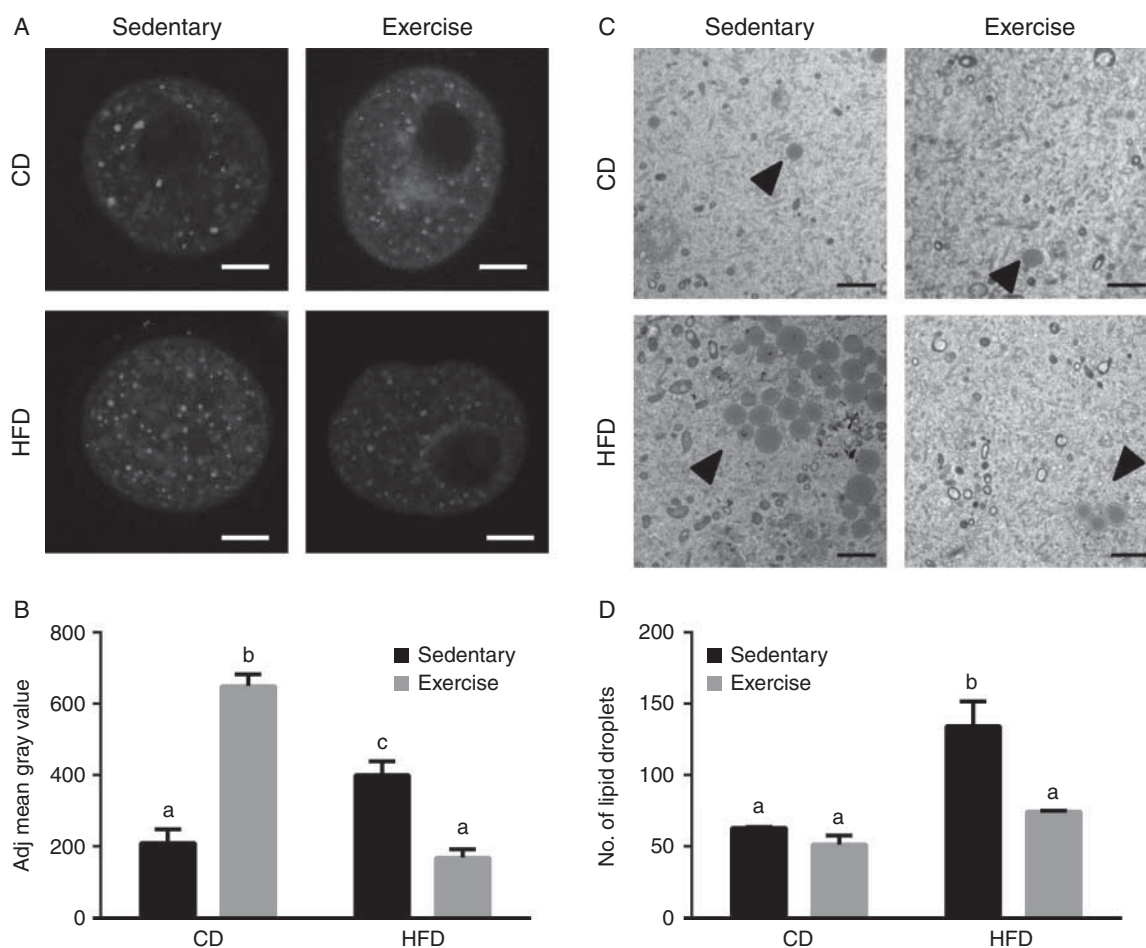 A
Sedentary
Exercise
CD
HFD
C
Sedentary
Exercise
CD
HFD
B
800
600
400
200
0
Adj mean gray value
a
b
c
a
Sedentary
Exercise
CD
HFD
D
200
150
100
50
0
No. of lipid droplets
a
a
b
a
Sedentary
Exercise
CD
HFD